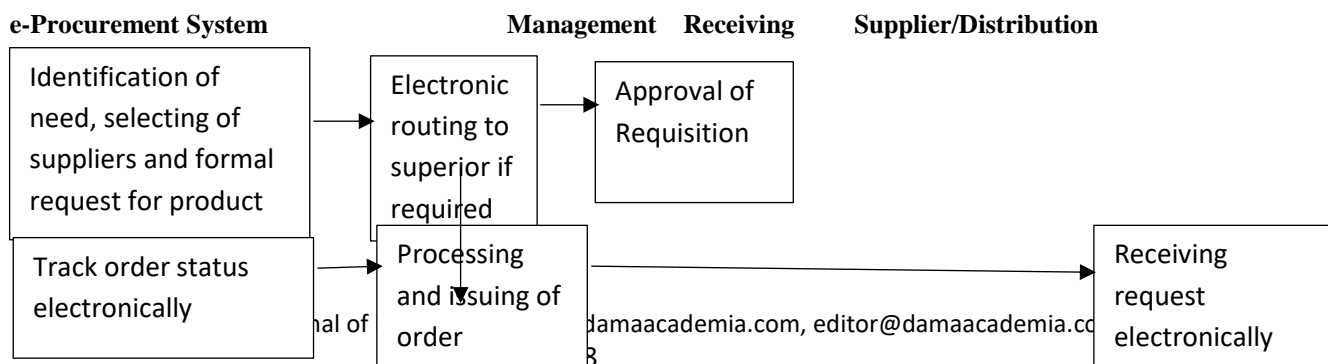 e-Procurement System Management Receiving Supplier/Distribution
Identification of
need, selecting of
suppliers and formal
request for product
Electronic
routing to
superior if
required
Approval of
Requisition
Track order status
electronically
Processing
and issuing of
order
Receiving
request
electronically
of damaacademia.com, editor@damaacademia.co
8